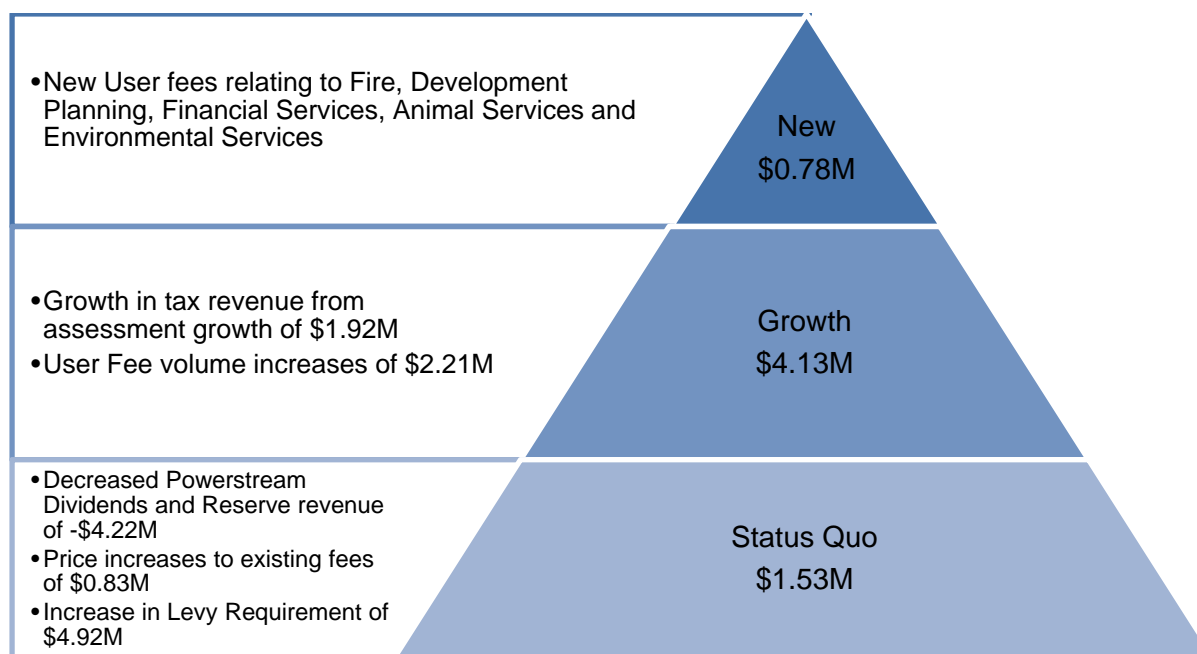 •New User fees relating to Fire, Development
Planning, Financial Services, Animal Services and
Environmental Services
New
$0.78M
•Growth in tax revenue from
assessment growth of $1.92M
•User Fee volume increases of $2.21M
Growth
$4.13M
•Decreased Powerstream
Dividends and Reserve revenue
of -$4.22M
•Price increases to existing fees
of $0.83M
•Increase in Levy Requirement of
$4.92M
Status Quo
$1.53M